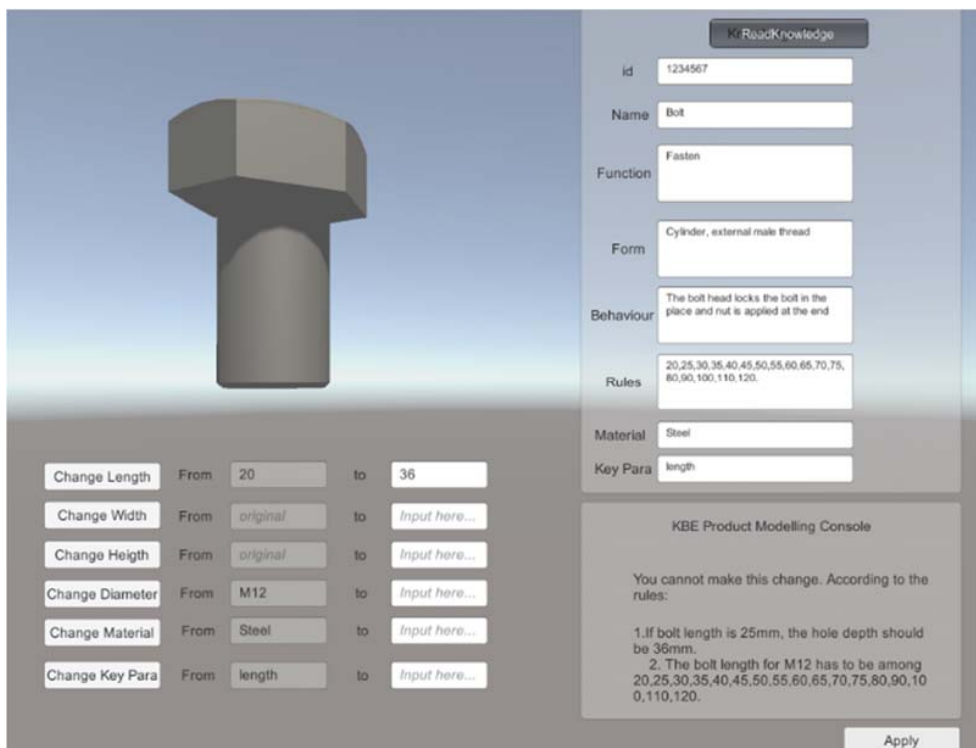 ReadKnowledge
id 1234567
Name Bolt
Function Fasten
Form Cylinder, external male thread
Behaviour The bolt head locks the bolt in the
place and nut is applied at the end
Rules 20,25,30,35,40,45,50,55,60,65,70,75,
80,90,100,110,120.
Material Steel
Key Para length
Change Length From 20 to 36
Change Width From original to Input here...
Change Heigth From original to Input here...
Change Diameter From M12 to Input here...
Change Material From Steel to Input here...
Change Key Para From length to Input here...
KBE Product Modelling Console
You cannot make this change. According to the
rules:
1.If bolt length is 25mm, the hole depth should
be 36mm.
2. The bolt length for M12 has to be among
20,25,30,35,40,45,50,55,60,65,70,75,80,90,10
0,110,120.
Apply